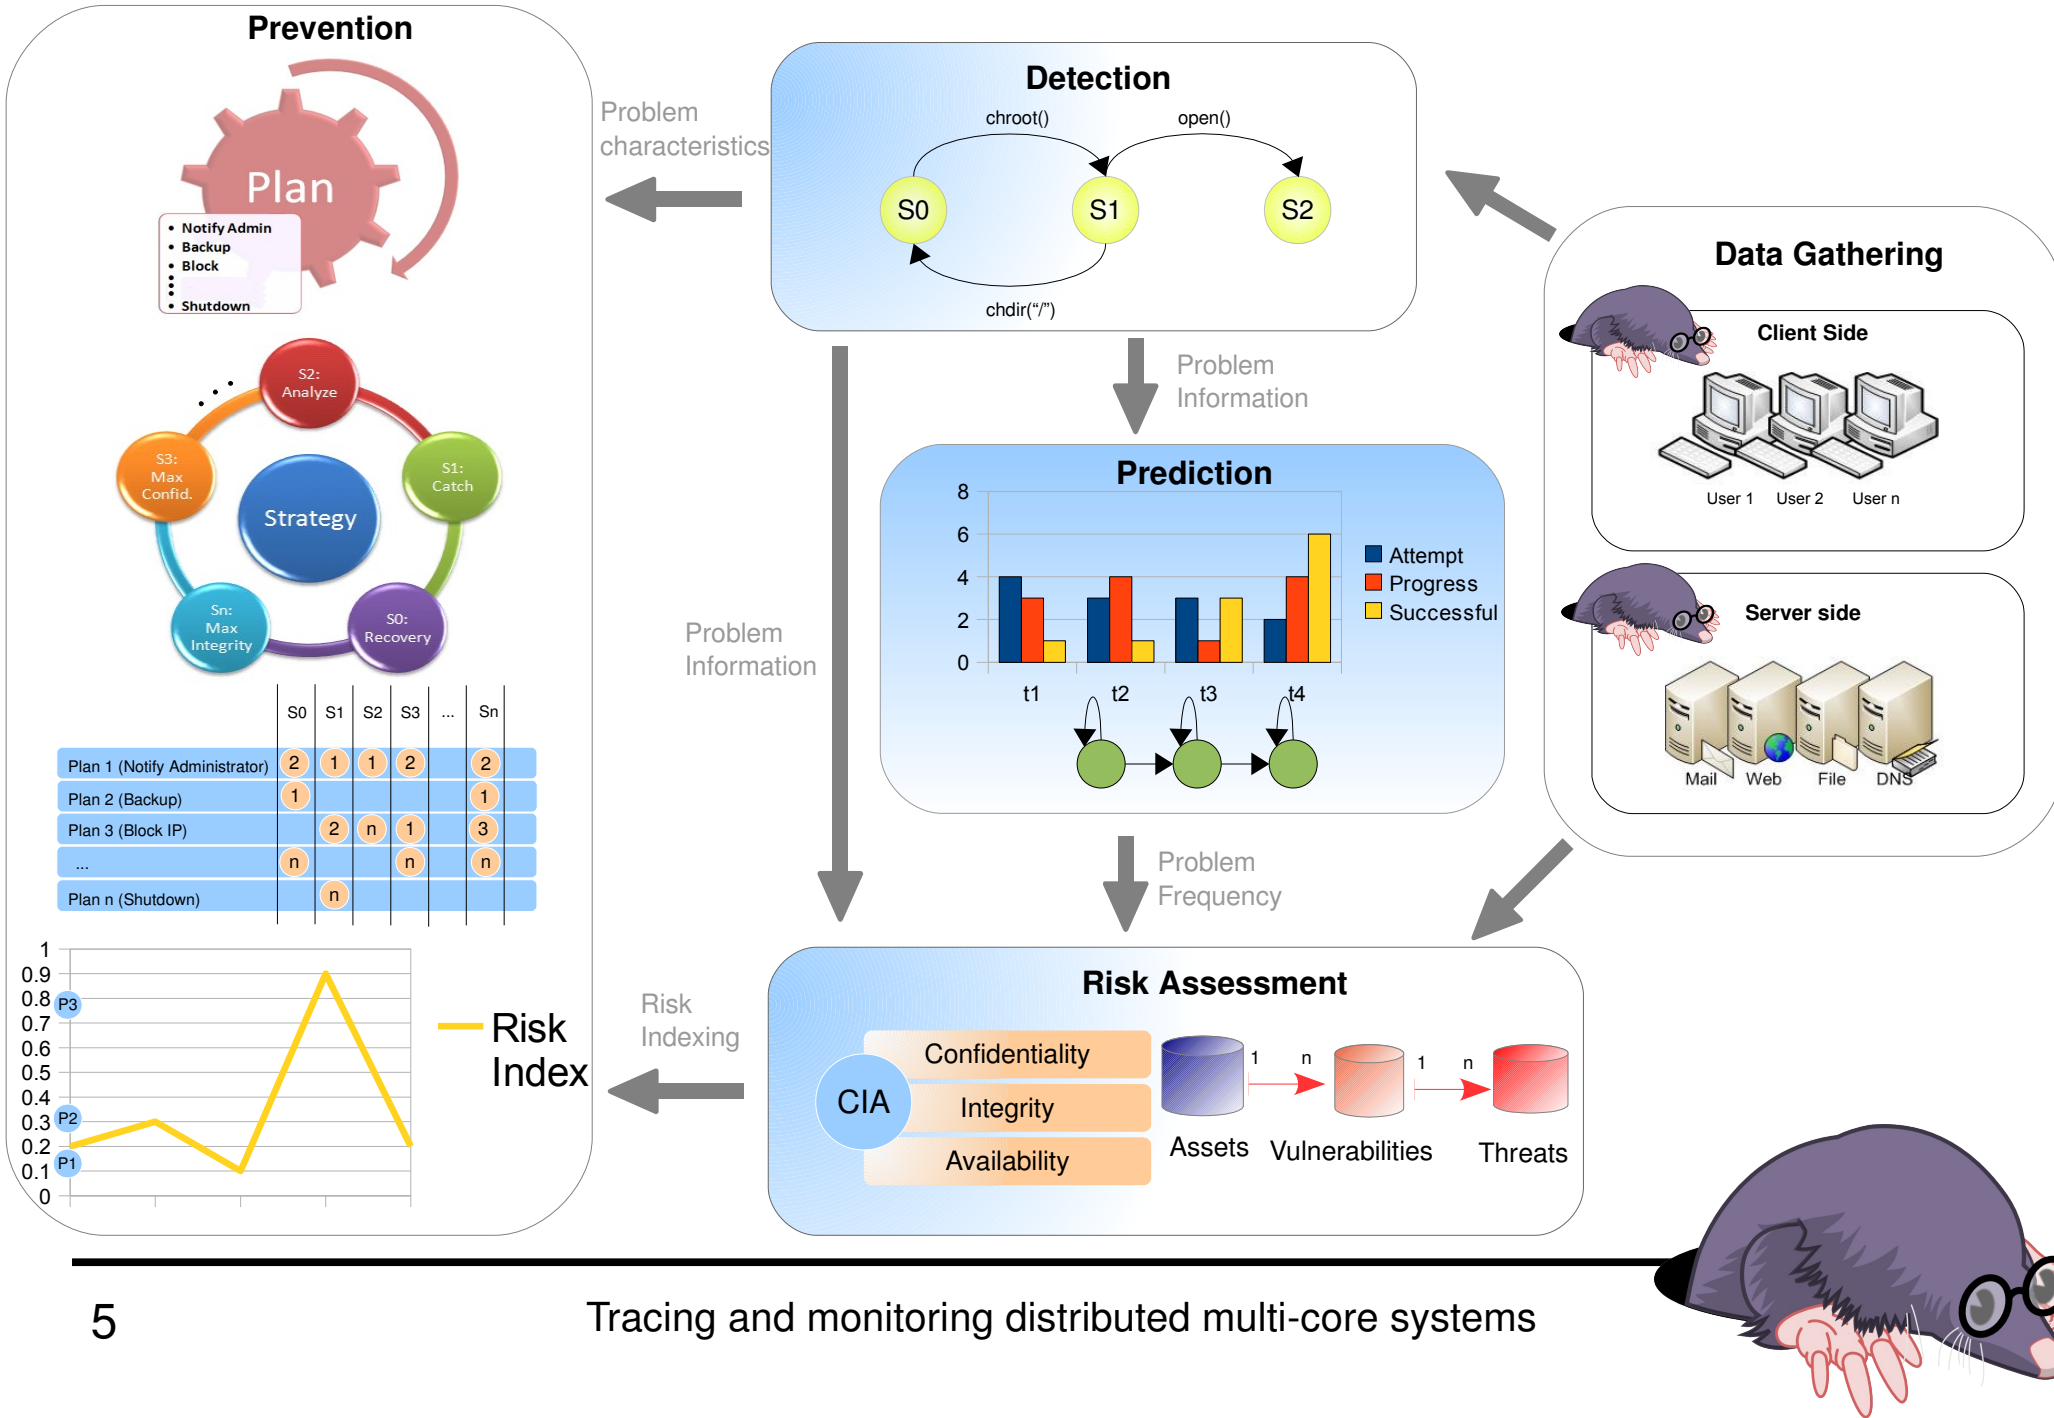 Prevention
Plan
• Notify Admin
• Backup
• Block
• Shutdown
S2:
Analyze
S3:
Max
Confid.
S1:
Catch
Strategy
Sn:
Max
Integrity
S0:
Recovery
S0 S1 S2 S3 ... Sn
Plan 1 (Notify Administrator) 2 1 1 2 2
Plan 2 (Backup) 1 1
Plan 3 (Block IP) 2 n 1 3
... n n n
Plan n (Shutdown) n
1
0.9
0.8
0.7
0.6
0.5
0.4
0.3
0.2
0.1
0
P3
P2
P1
Risk
Index
Problem
characteristics
Detection
chroot()
open()
S0 S1 S2
chdir(“/”)
Problem
Information
Problem
Information
Prediction
8
6
4
2
0
t1 t2 t3 t4
Attempt
Progress
Successful
Problem
Frequency
Risk
Indexing
Risk Assessment
CIA
Confidentiality
Integrity
Availability
1 n 1 n
Assets Vulnerabilities Threats
Data Gathering
Client Side
User 1 User 2 User n
Server side
Mail Web File DNS
5
Tracing and monitoring distributed multi-core systems